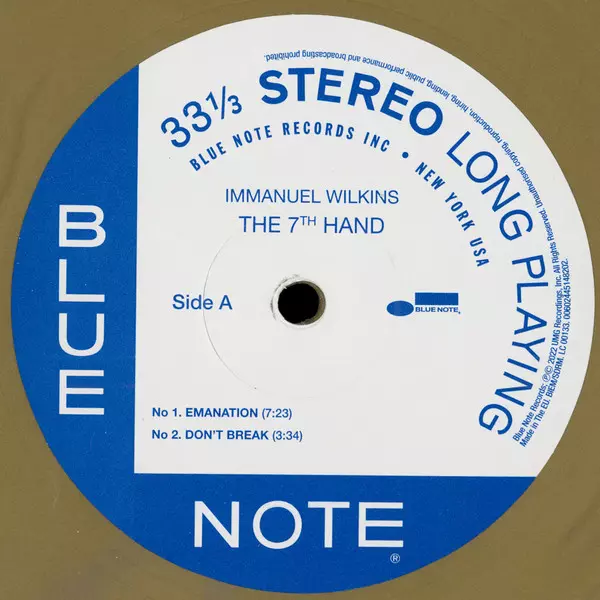 33⅓ STEREO LONG PLAYING
BLUE NOTE RECORDS INC • NEW YORK USA
Blue Note Records; ℗© 2022 UMG Recordings, Inc. All Rights Reserved. Unauthorised copying, reproduction, hiring, lending, public performance and broadcasting prohibited.
Made in The EU. BIEM/SDRM. LC 00133. 00602445148202.
IMMANUEL WILKINS
THE 7TH HAND
Side A
BLUE NOTE
No 1. EMANATION (7:23)
No 2. DON'T BREAK (3:34)
BLUE
NOTE®